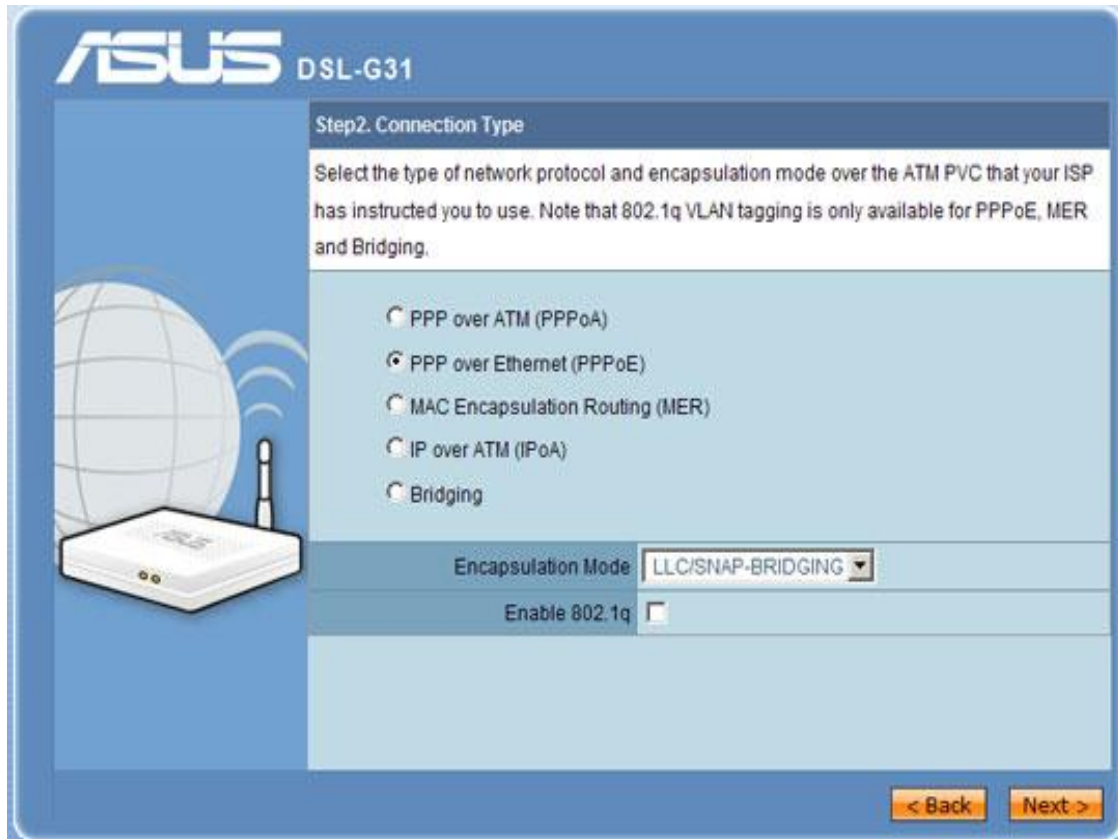 ASUS DSL-G31
Step2. Connection Type
Select the type of network protocol and encapsulation mode over the ATM PVC that your ISP
has instructed you to use. Note that 802.1q VLAN tagging is only available for PPPoE, MER
and Bridging.
PPP over ATM (PPPoA)
PPP over Ethernet (PPPoE)
MAC Encapsulation Routing (MER)
IP over ATM (IPoA)
Bridging
ASUS
Encapsulation Mode LLC/SNAP-BRIDGING
Enable 802.1q
< Back Next >